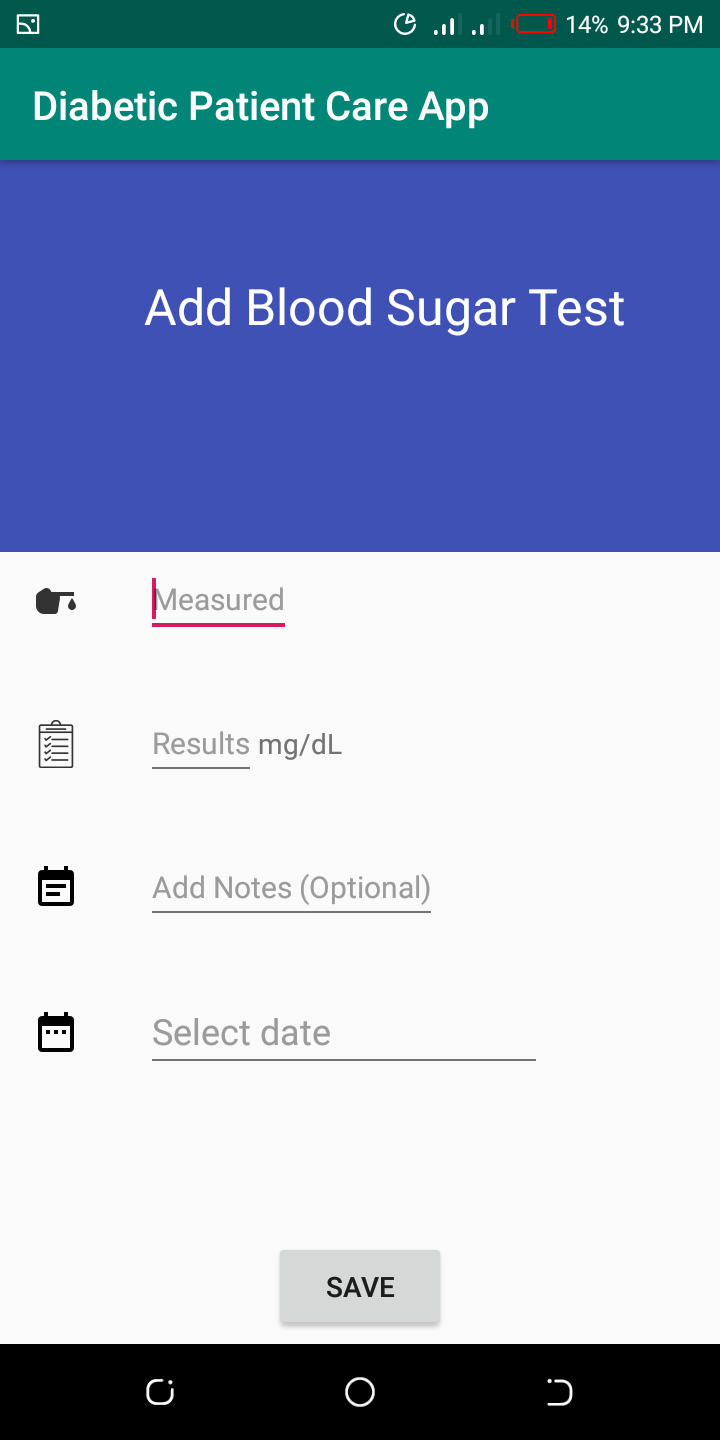 14% 9:33 PM
Diabetic Patient Care App
Add Blood Sugar Test
Measured
Results mg/dL
Add Notes (Optional)
Select date
SAVE